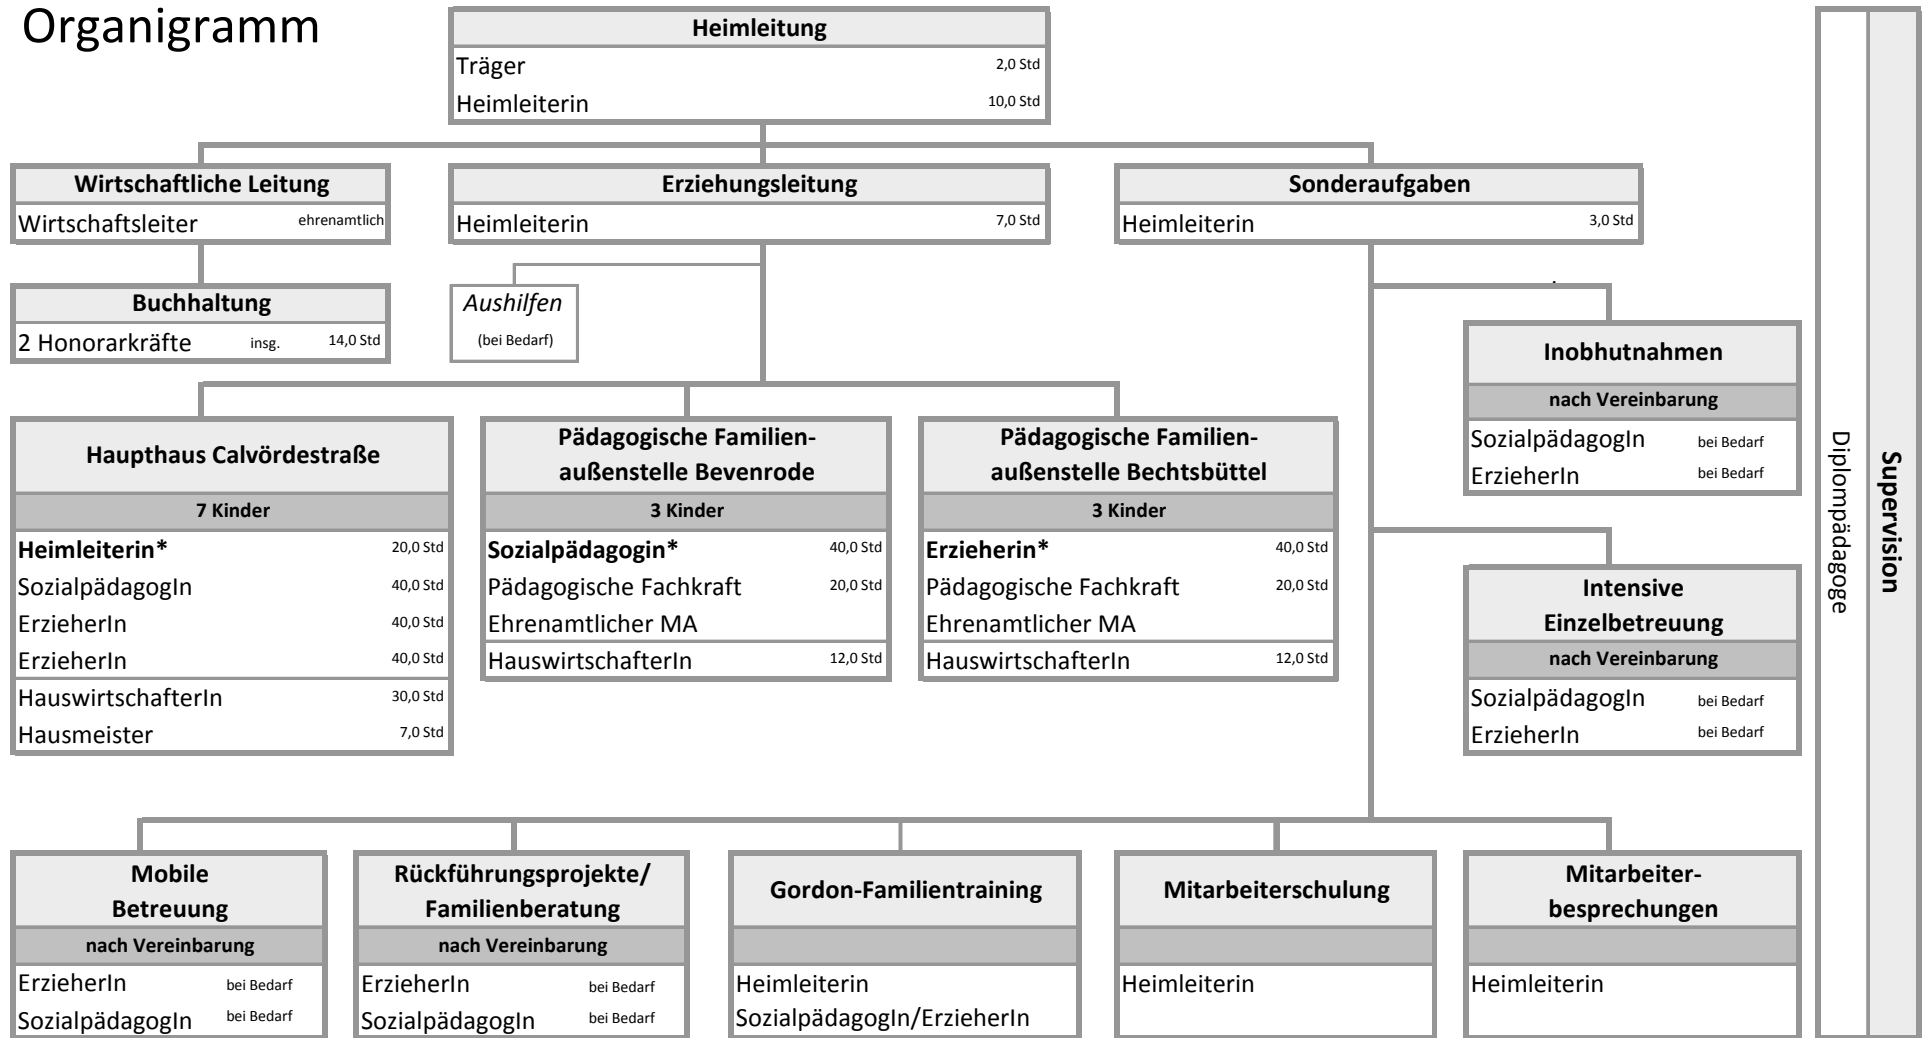 Organigramm
Heimleitung
Träger 2,0 Std
Heimleiterin 10,0 Std
Wirtschaftliche Leitung
Wirtschaftsleiter ehrenamtlich
Erziehungsleitung
Heimleiterin 7,0 Std
Sonderaufgaben
Heimleiterin 3,0 Std
Buchhaltung
2 Honorarkräfte insg. 14,0 Std
Aushilfen
(bei Bedarf)
Inobhutnahmen
nach Vereinbarung
SozialpädagogIn bei Bedarf
ErzieherIn bei Bedarf
Haupthaus Calvördestraße
7 Kinder
Heimleiterin* 20,0 Std
SozialpädagogIn 40,0 Std
ErzieherIn 40,0 Std
ErzieherIn 40,0 Std
HauswirtschafterIn 30,0 Std
Hausmeister 7,0 Std
Pädagogische Familien-
außenstelle Bevenrode
3 Kinder
Sozialpädagogin* 40,0 Std
Pädagogische Fachkraft 20,0 Std
Ehrenamtlicher MA
HauswirtschafterIn 12,0 Std
Pädagogische Familien-
außenstelle Bechtsbüttel
3 Kinder
Erzieherin* 40,0 Std
Pädagogische Fachkraft 20,0 Std
Ehrenamtlicher MA
HauswirtschafterIn 12,0 Std
Intensive
Einzelbetreuung
nach Vereinbarung
SozialpädagogIn bei Bedarf
ErzieherIn bei Bedarf
Mobile
Betreuung
nach Vereinbarung
ErzieherIn bei Bedarf
SozialpädagogIn bei Bedarf
Rückführungsprojekte/
Familienberatung
nach Vereinbarung
ErzieherIn bei Bedarf
SozialpädagogIn bei Bedarf
Gordon-Familientraining
Heimleiterin
SozialpädagogIn/ErzieherIn
Mitarbeiterschulung
Heimleiterin
Mitarbeiter-
besprechungen
Heimleiterin
Supervision
Diplompädagoge